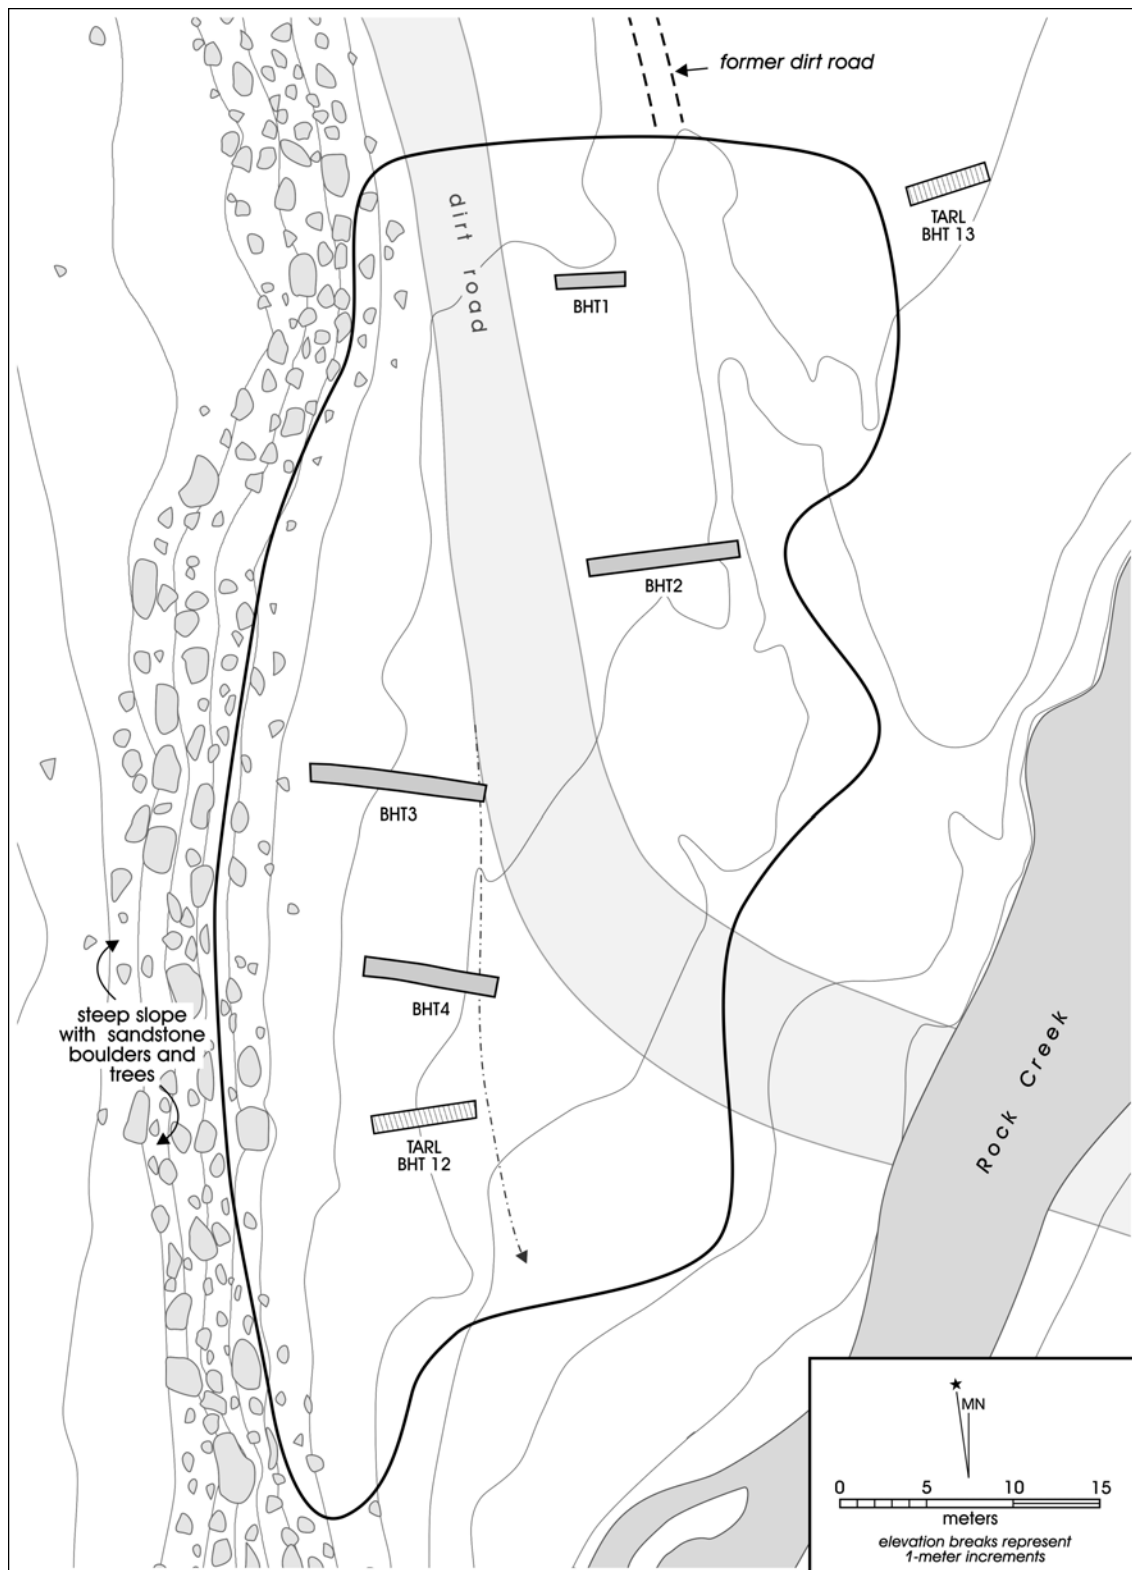 former dirt road
TARL
BHT 13
dirt road
BHT1
BHT2
BHT3
BHT4
steep slope
with sandstone
boulders and
trees
Rock Creek
TARL
BHT 12
MN
0 5 10 15
meters
elevation breaks represent
1-meter increments